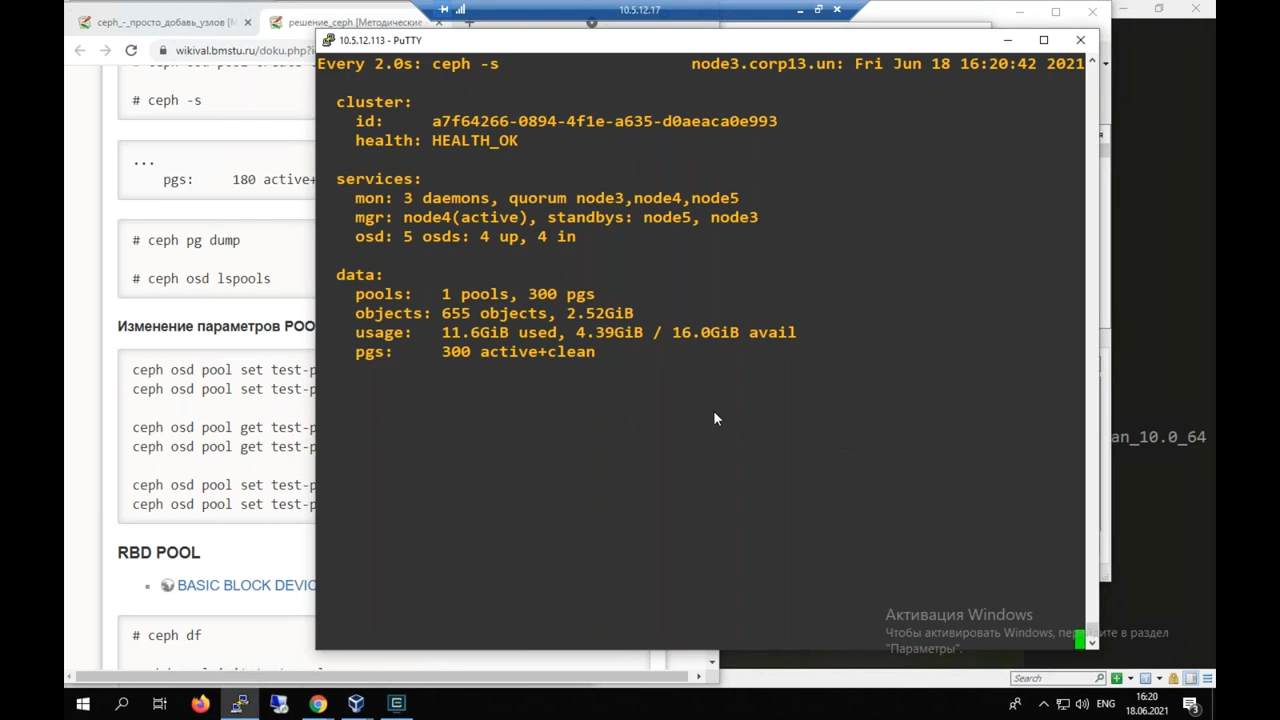 ceph_-_просто_добавь_узлов [М
решение_ceph [Методические
10.5.12.17
wikival.bmstu.ru/doku.php?i
10.5.12.113 - PuTTY
Every 2.0s: ceph -s node3.corp13.un: Fri Jun 18 16:20:42 2021
cluster:
id: a7f64266-0894-4f1e-a635-d0aeaca0e993
health: HEALTH_OK
services:
mon: 3 daemons, quorum node3,node4,node5
mgr: node4(active), standbys: node5, node3
osd: 5 osds: 4 up, 4 in
data:
pools: 1 pools, 300 pgs
objects: 655 objects, 2.52GiB
usage: 11.6GiB used, 4.39GiB / 16.0GiB avail
pgs: 300 active+clean
# ceph -s
...
pgs: 180 active+
# ceph pg dump
# ceph osd lspools
Изменение параметров POO
ceph osd pool set test-p
ceph osd pool set test-p
ceph osd pool get test-p
ceph osd pool get test-p
ceph osd pool set test-p
ceph osd pool set test-p
RBD POOL
BASIC BLOCK DEVIC
# ceph df
an_10.0_64
Активация Windows
Чтобы активировать Windows, перейдите в раздел
"Параметры".
Search
ENG
16:20
18.06.2021
3